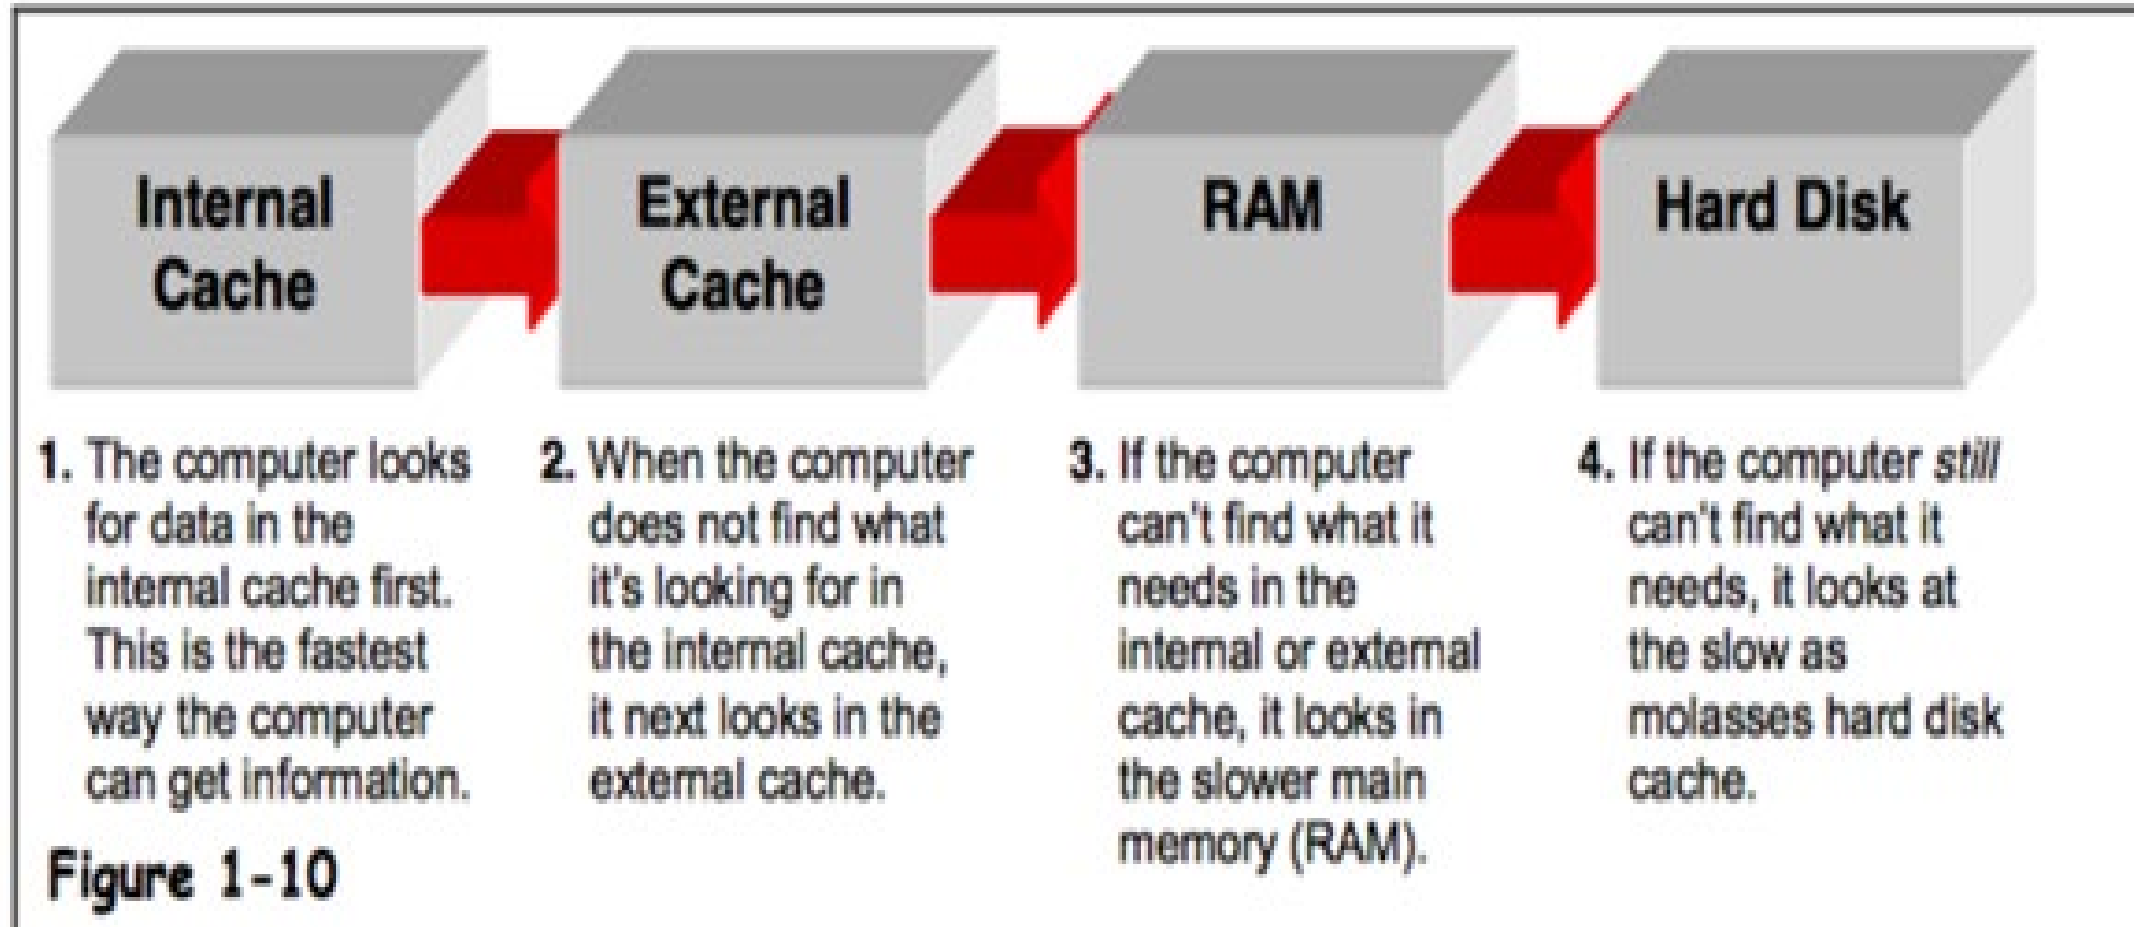 Internal
Cache
External
Cache
RAM
Hard Disk
1. The computer looks
for data in the
internal cache first.
This is the fastest
way the computer
can get information.
2. When the computer
does not find what
it's looking for in
the internal cache,
it next looks in the
external cache.
3. If the computer
can't find what it
needs in the
internal or external
cache, it looks in
the slower main
memory (RAM).
4. If the computer still
can't find what it
needs, it looks at
the slow as
molasses hard disk
cache.
Figure 1-10